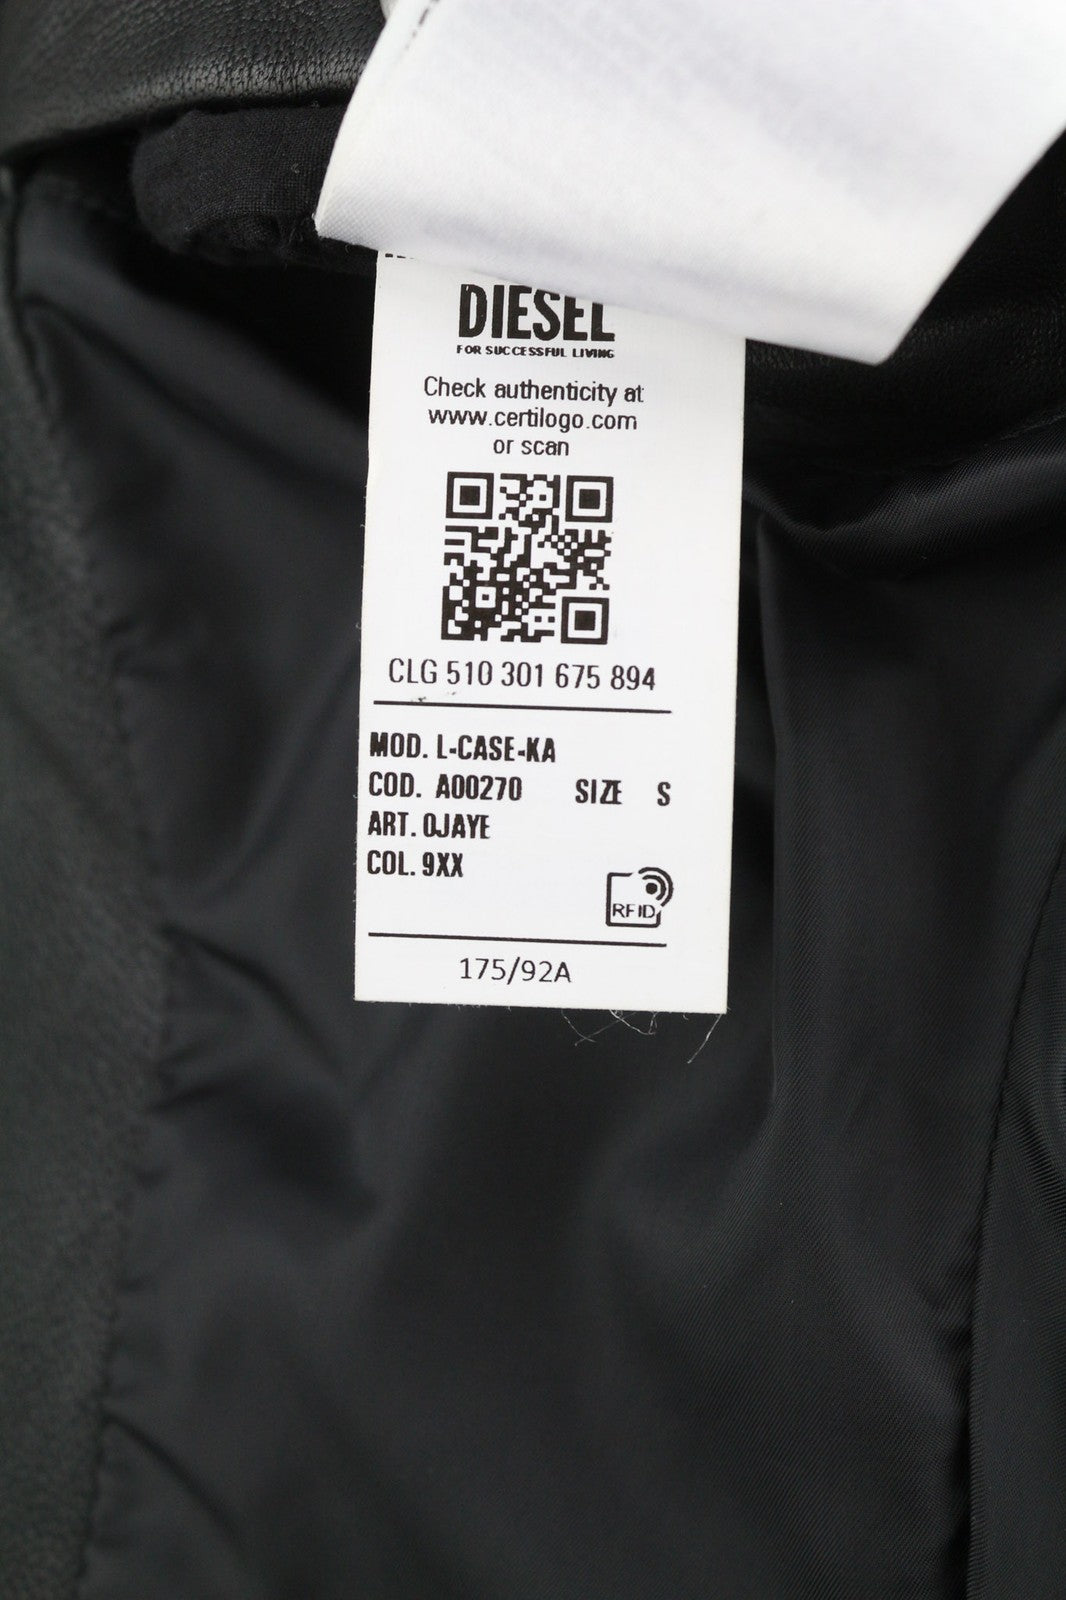 DIESEL
FOR SUCCESSFUL LIVING
Check authenticity at
www.certilogo.com
or scan
CLG 510 301 675 894
MOD. L-CASE-KA
COD. A00270 SIZE S
ART. 0JAYE
COL. 9XX
RFID
175/92A